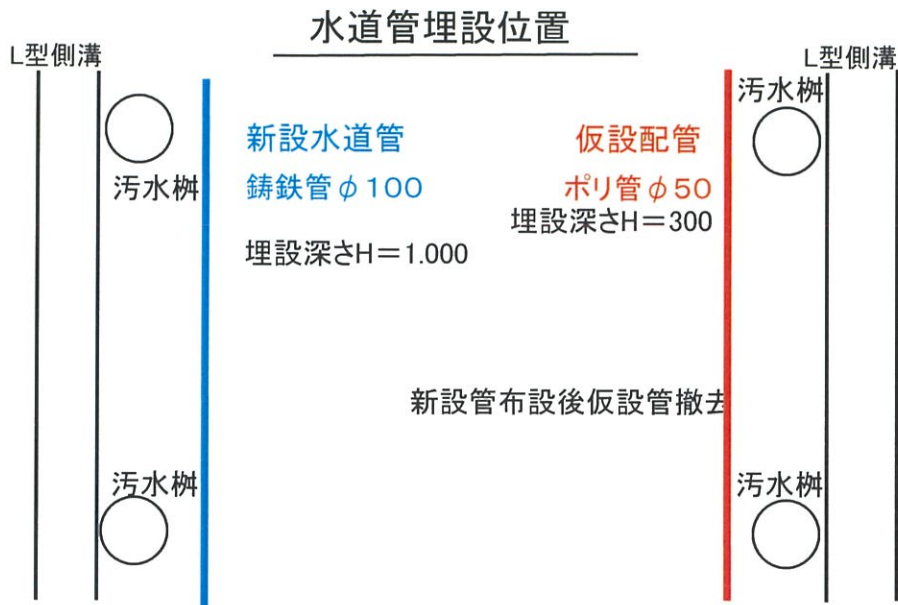 水道管埋設位置
L型側溝
L型側溝
汚水桝
新設水道管
仮設配管
汚水桝
鋳鉄管φ100
ポリ管φ50
埋設深さH＝300
埋設深さH＝1.000
新設管布設後仮設管撤去
汚水桝
汚水桝